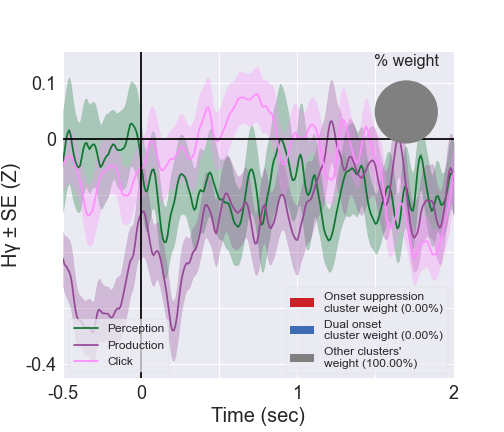 % weight
0.1
0
-0.4
Hγ ± SE (Z)
Perception
Production
Click
Onset suppression
cluster weight (0.00%)
Dual onset
cluster weight (0.00%)
Other clusters'
weight (100.00%)
-0.5
0
1
2
Time (sec)